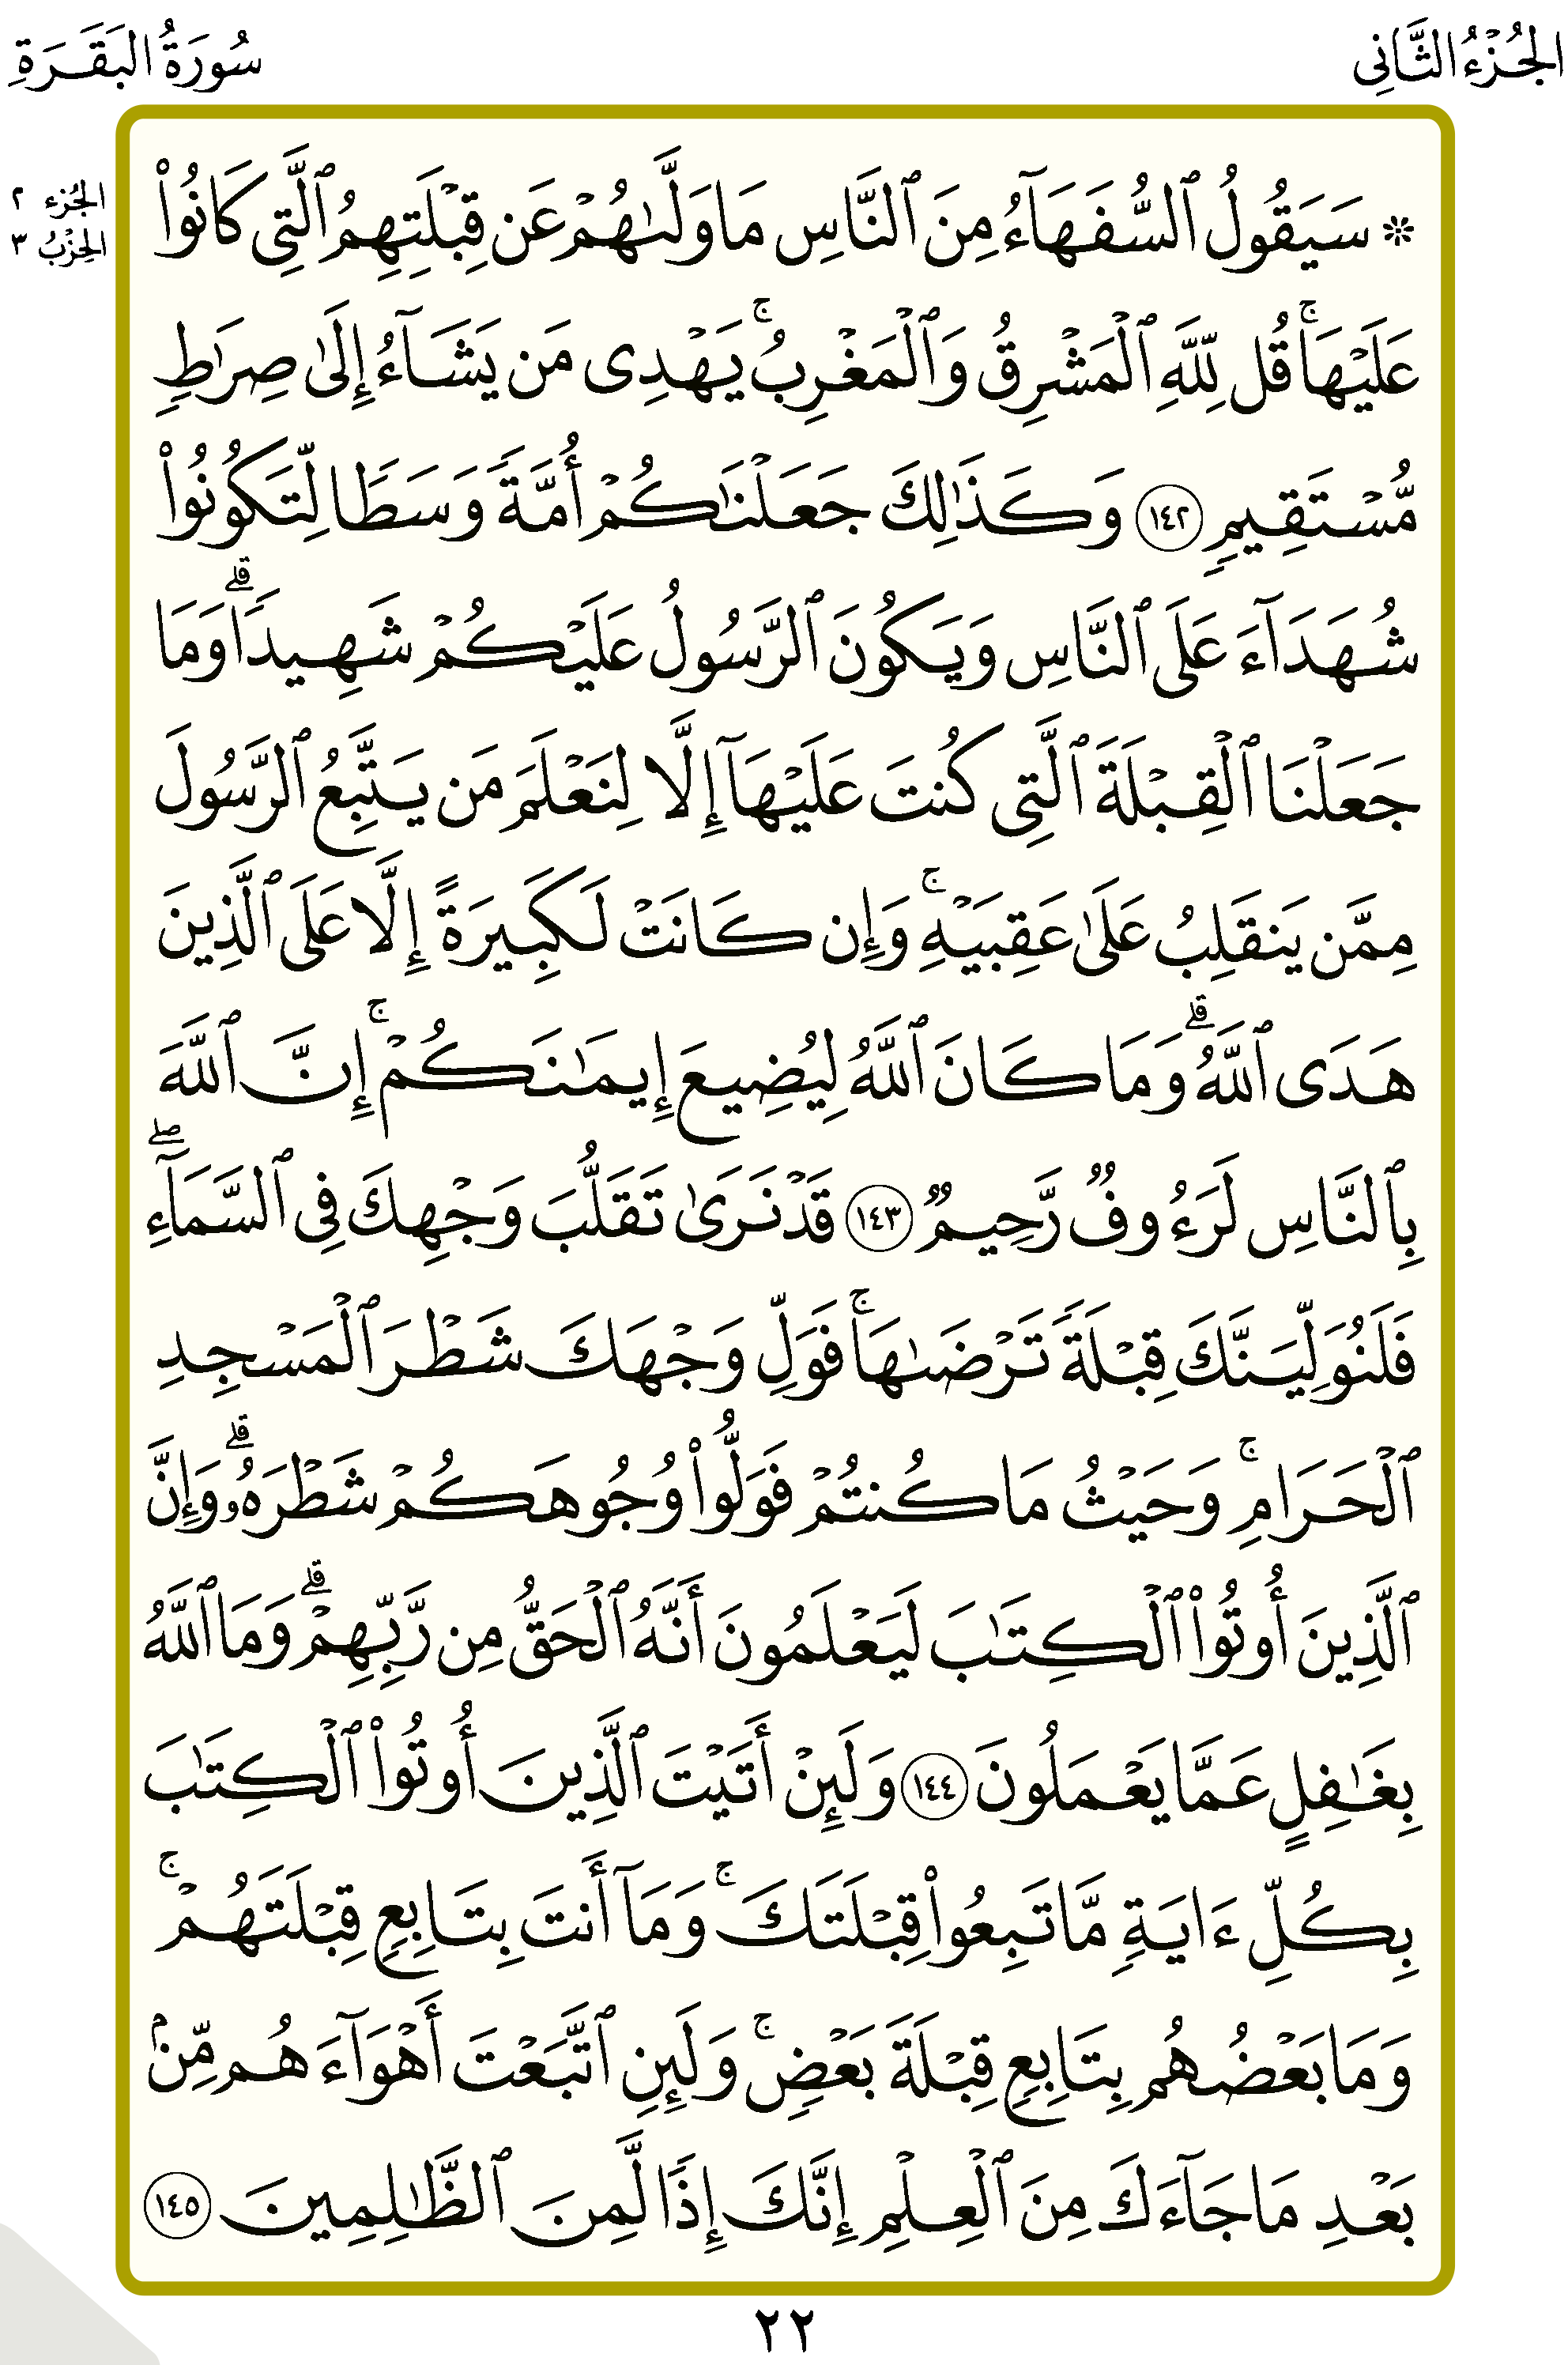 الجُزْءُ الثَّانِي
سُورَةُ البَقَرَةِ
الجُزء ٢
الحِزْبُ ٣
۞ سَيَقُولُ ٱلسُّفَهَآءُ مِنَ ٱلنَّاسِ مَا وَلَّىٰهُمْ عَن قِبْلَتِهِمُ ٱلَّتِى كَانُوا۟
عَلَيْهَا ۚ قُل لِّلَّهِ ٱلْمَشْرِقُ وَٱلْمَغْرِبُ ۚ يَهْدِى مَن يَشَآءُ إِلَىٰ صِرَٰطٍ
مُّسْتَقِيمٍ ١٤٢ وَكَذَٰلِكَ جَعَلْنَٰكُمْ أُمَّةً وَسَطًا لِّتَكُونُوا۟
شُهَدَآءَ عَلَى ٱلنَّاسِ وَيَكُونَ ٱلرَّسُولُ عَلَيْكُمْ شَهِيدًا ۗ وَمَا
جَعَلْنَا ٱلْقِبْلَةَ ٱلَّتِى كُنتَ عَلَيْهَآ إِلَّا لِنَعْلَمَ مَن يَتَّبِعُ ٱلرَّسُولَ
مِمَّن يَنقَلِبُ عَلَىٰ عَقِبَيْهِ ۚ وَإِن كَانَتْ لَكَبِيرَةً إِلَّا عَلَى ٱلَّذِينَ
هَدَى ٱللَّهُ ۗ وَمَا كَانَ ٱللَّهُ لِيُضِيعَ إِيمَٰنَكُمْ ۚ إِنَّ ٱللَّهَ
بِٱلنَّاسِ لَرَءُوفٌ رَّحِيمٌ ١٤٣ قَدْ نَرَىٰ تَقَلُّبَ وَجْهِكَ فِى ٱلسَّمَآءِ ۖ
فَلَنُوَلِّيَنَّكَ قِبْلَةً تَرْضَىٰهَا ۚ فَوَلِّ وَجْهَكَ شَطْرَ ٱلْمَسْجِدِ
ٱلْحَرَامِ ۚ وَحَيْثُ مَا كُنتُمْ فَوَلُّوا۟ وُجُوهَكُمْ شَطْرَهُۥ ۗ وَإِنَّ
ٱلَّذِينَ أُوتُوا۟ ٱلْكِتَٰبَ لَيَعْلَمُونَ أَنَّهُ ٱلْحَقُّ مِن رَّبِّهِمْ ۗ وَمَا ٱللَّهُ
بِغَٰفِلٍ عَمَّا يَعْمَلُونَ ١٤٤ وَلَئِنْ أَتَيْتَ ٱلَّذِينَ أُوتُوا۟ ٱلْكِتَٰبَ
بِكُلِّ ءَايَةٍ مَّا تَبِعُوا۟ قِبْلَتَكَ ۚ وَمَآ أَنتَ بِتَابِعٍ قِبْلَتَهُمْ ۚ
وَمَا بَعْضُهُم بِتَابِعٍ قِبْلَةَ بَعْضٍ ۚ وَلَئِنِ ٱتَّبَعْتَ أَهْوَآءَهُم مِّنۢ
بَعْدِ مَا جَآءَكَ مِنَ ٱلْعِلْمِ إِنَّكَ إِذًا لَّمِنَ ٱلظَّٰلِمِينَ ١٤٥
٢٢